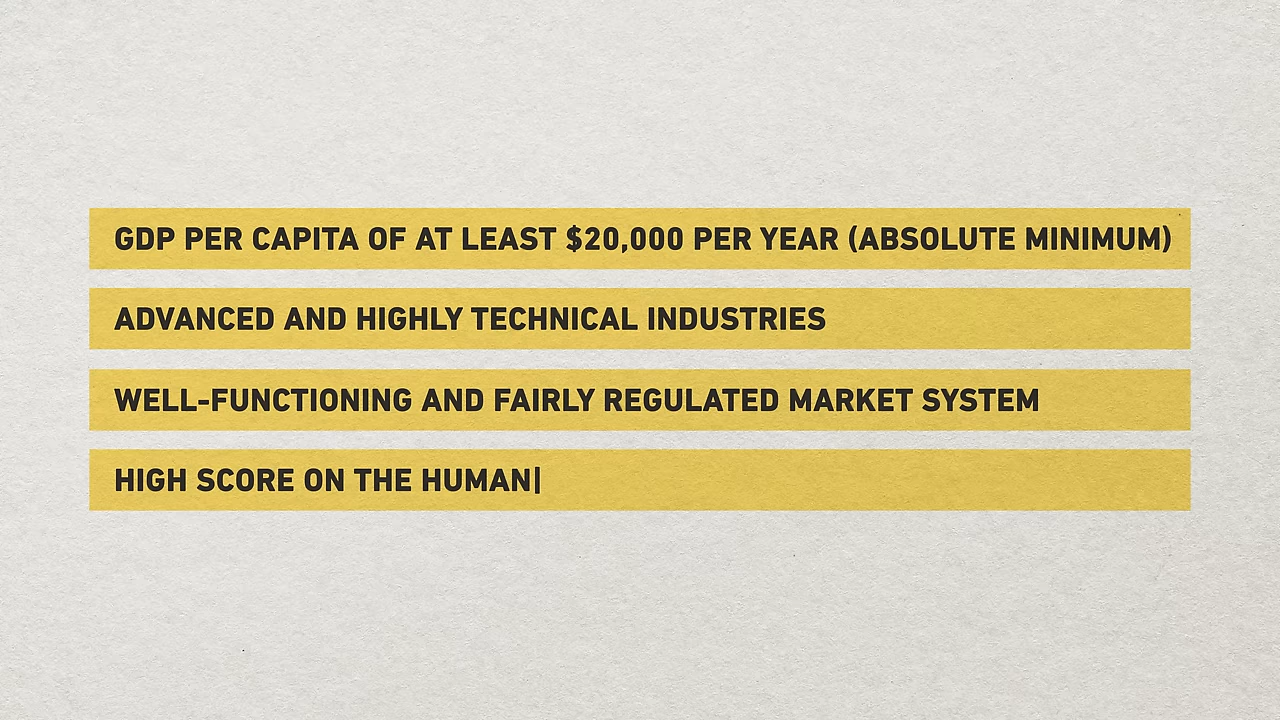 GDP PER CAPITA OF AT LEAST $20,000 PER YEAR (ABSOLUTE MINIMUM)
ADVANCED AND HIGHLY TECHNICAL INDUSTRIES
WELL-FUNCTIONING AND FAIRLY REGULATED MARKET SYSTEM
HIGH SCORE ON THE HUMAN|